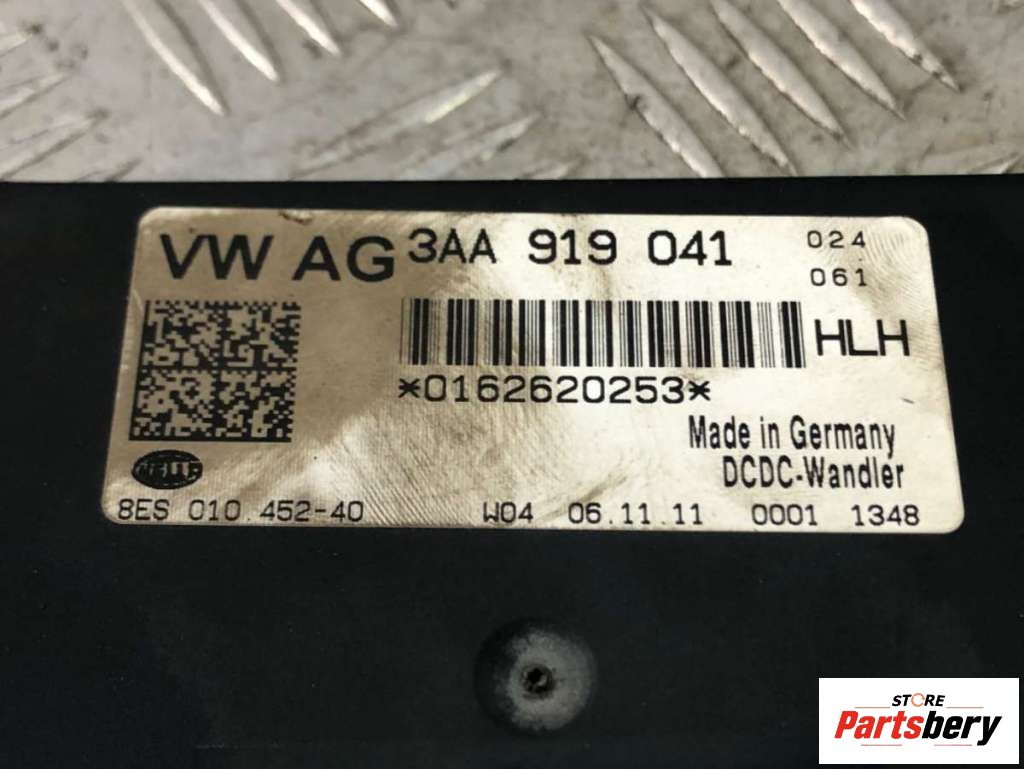 VW AG 3AA 919 041 024
061
HLH
*0162620253*
Made in Germany
DCDC-Wandler
HELLA
8ES 010.452-40 W04 06.11.11 0001 1348
STORE
Partsbery